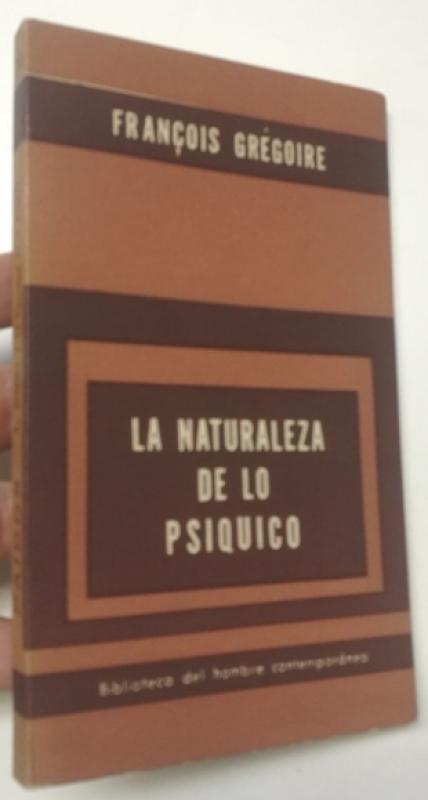 FRANÇOIS GRÉGOIRE
LA NATURALEZA
DE LO
PSIQUICO
Biblioteca del hombre contemporáneo